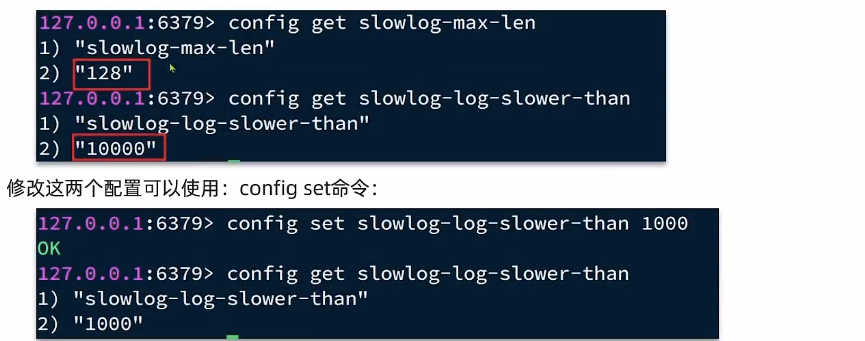 127.0.0.1:6379> config get slowlog-max-len
1) "slowlog-max-len"
2) "128"
127.0.0.1:6379> config get slowlog-log-slower-than
1) "slowlog-log-slower-than"
2) "10000"
修改这两个配置可以使用：config set命令：
127.0.0.1:6379> config set slowlog-log-slower-than 1000
OK
127.0.0.1:6379> config get slowlog-log-slower-than
1) "slowlog-log-slower-than"
2) "1000"